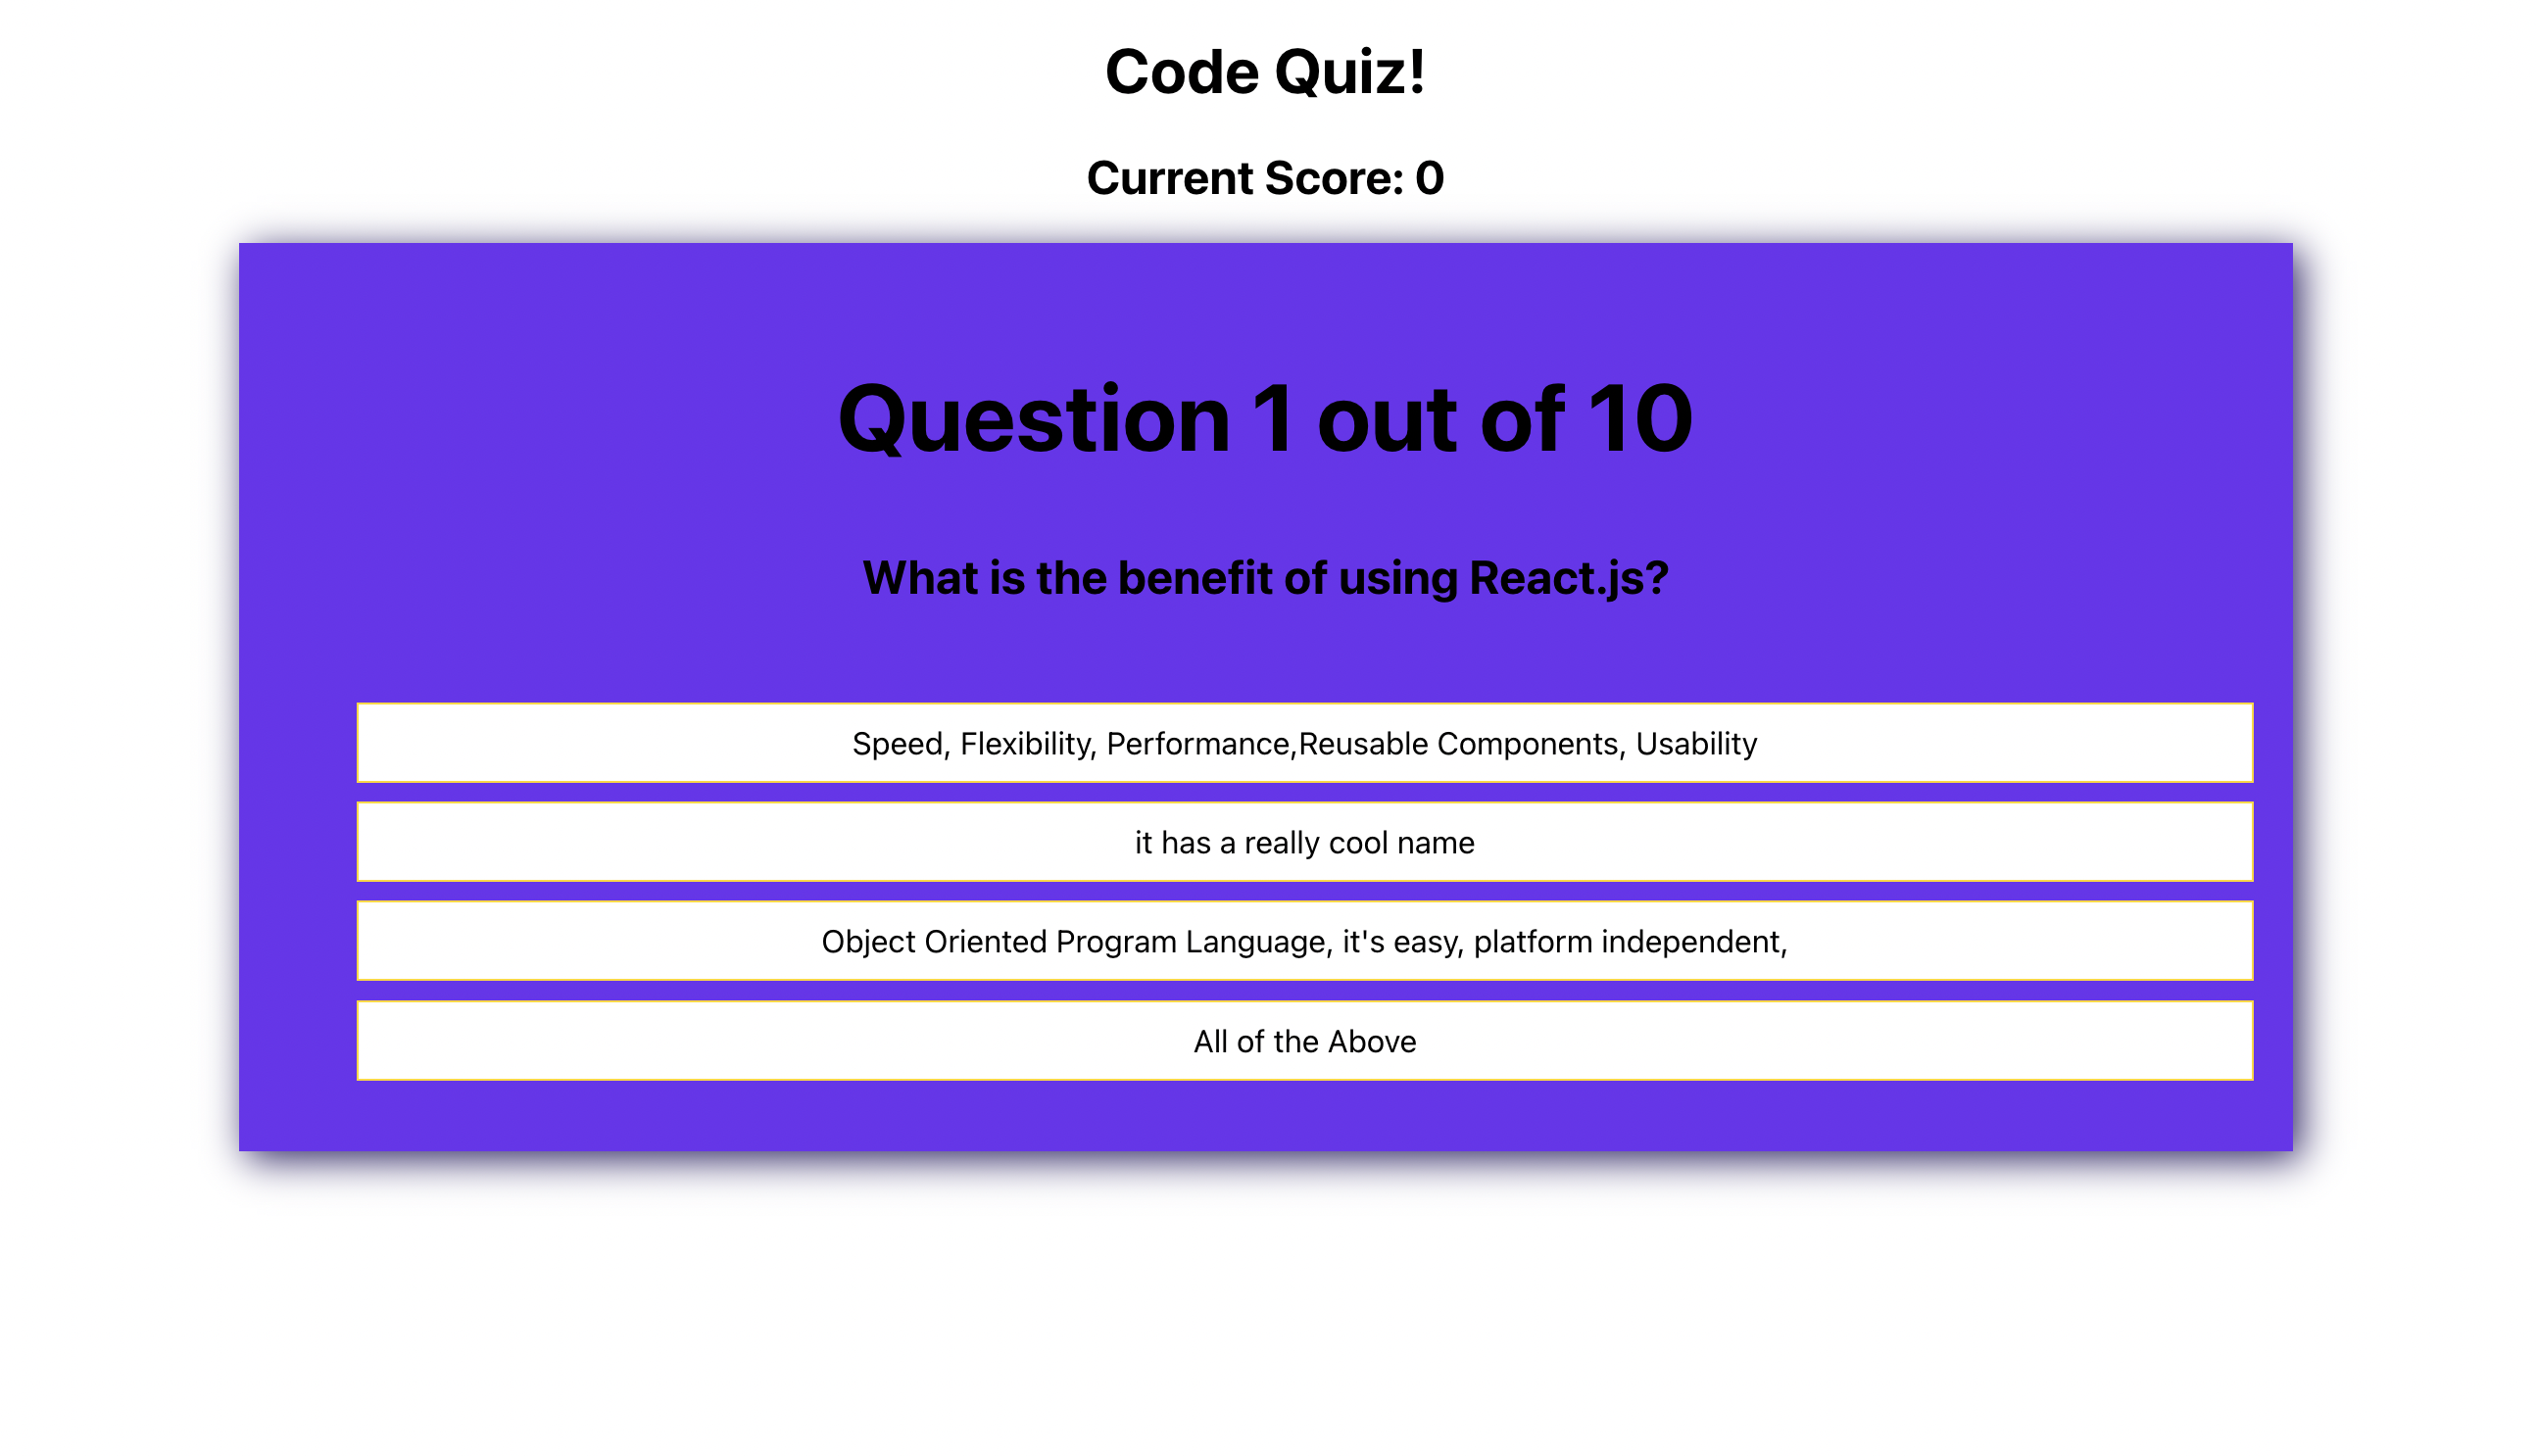 Code Quiz!
Current Score: 0
Question 1 out of 10
What is the benefit of using React.js?
Speed, Flexibility, Performance,Reusable Components, Usability
it has a really cool name
Object Oriented Program Language, it's easy, platform independent,
All of the Above